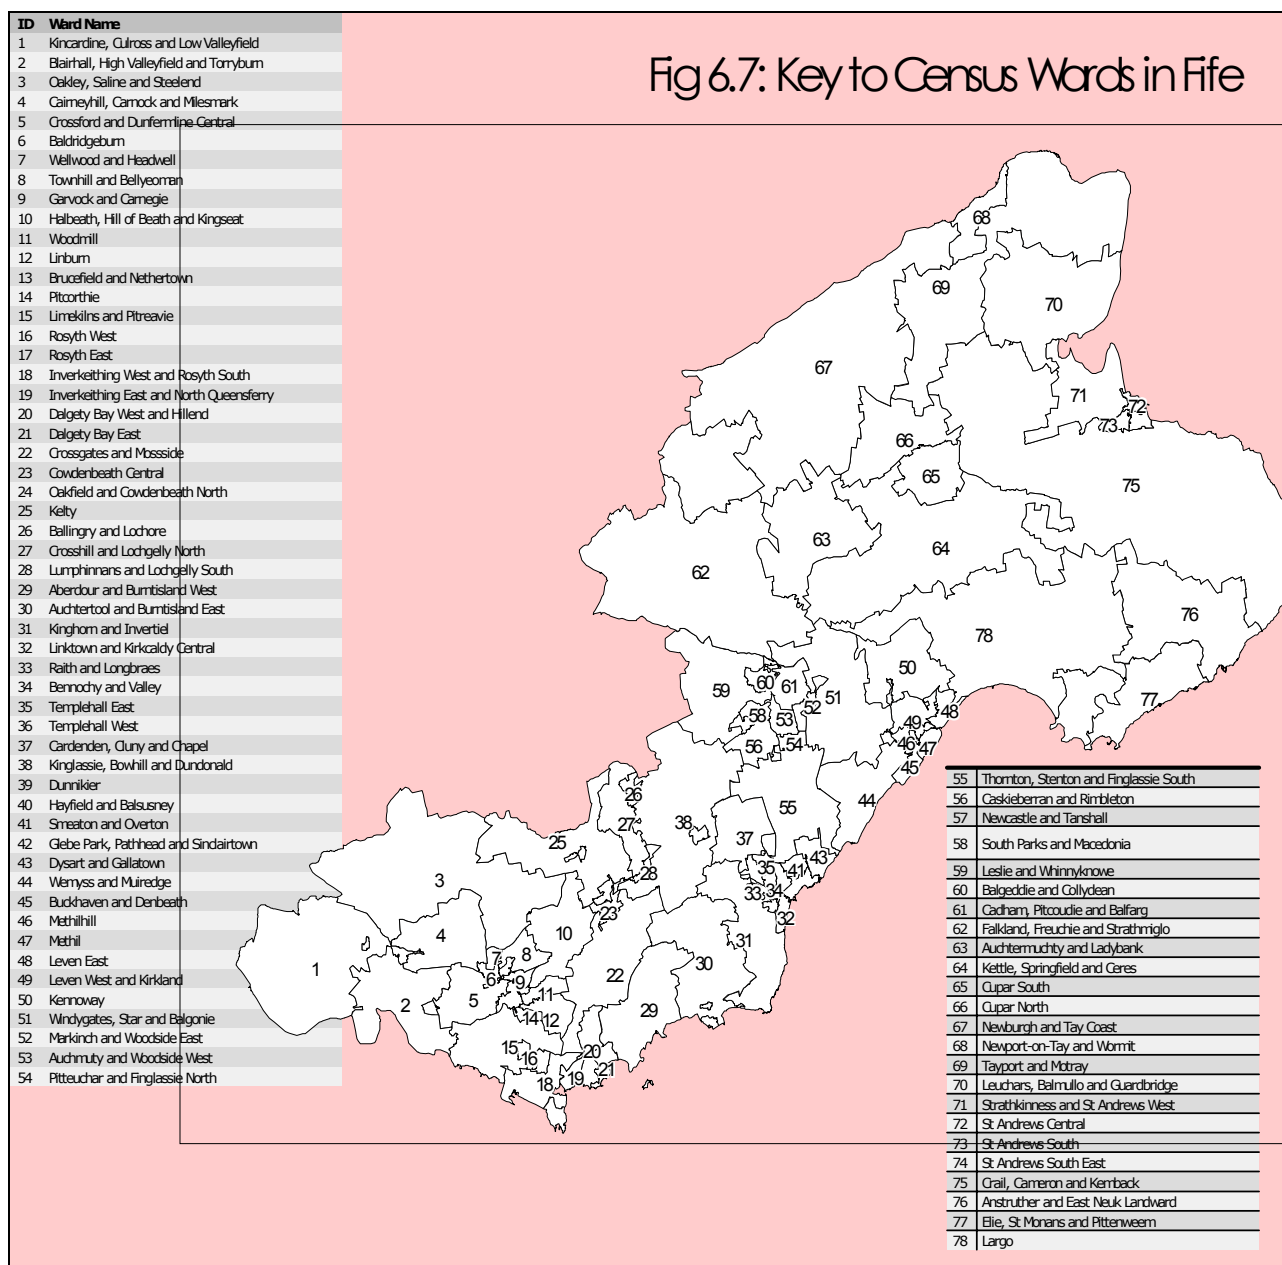 Fig 6.7: Key to Census Wards in Fife
ID Ward Name
1 Kincardine, Culross and Low Valleyfield
2 Blairhall, High Valleyfield and Torryburn
3 Oakley, Saline and Steelend
4 Cairneyhill, Carnock and Milesmark
5 Crossford and Dunfermline Central
6 Baldridgeburn
7 Wellwood and Headwell
8 Townhill and Bellyeoman
9 Garvock and Carnegie
10 Halbeath, Hill of Beath and Kingseat
11 Woodmill
12 Linburn
13 Brucefield and Nethertown
14 Pitcorthie
15 Limekilns and Pitreavie
16 Rosyth West
17 Rosyth East
18 Inverkeithing West and Rosyth South
19 Inverkeithing East and North Queensferry
20 Dalgety Bay West and Hillend
21 Dalgety Bay East
22 Crossgates and Mossside
23 Cowdenbeath Central
24 Oakfield and Cowdenbeath North
25 Kelty
26 Ballingry and Lochore
27 Crosshill and Lochgelly North
28 Lumphinnans and Lochgelly South
29 Aberdour and Burntisland West
30 Auchtertool and Burntisland East
31 Kinghorn and Invertiel
32 Linktown and Kirkcaldy Central
33 Raith and Longbraes
34 Bennochy and Valley
35 Templehall East
36 Templehall West
37 Cardenden, Cluny and Chapel
38 Kinglassie, Bowhill and Dundonald
39 Dunnikier
40 Hayfield and Balsusney
41 Smeaton and Overton
42 Glebe Park, Pathhead and Sinclairtown
43 Dysart and Gallatown
44 Wemyss and Muiredge
45 Buckhaven and Denbeath
46 Methilhill
47 Methil
48 Leven East
49 Leven West and Kirkland
50 Kennoway
51 Windygates, Star and Balgonie
52 Markinch and Woodside East
53 Auchmuty and Woodside West
54 Pitteuchar and Finglassie North
68
69
70
67
71
72
73
66
65
75
63
64
62
76
78
50
60
61
59
51
77
52
48
58
53
49
56
54
46
47
45
26
44
55
27
38
37
25
43
35
28
41
3
33
34
23
32
4
10
31
7
8
30
1
22
6
9
5
11
2
29
14
12
15
20
16
21
19
18
55 Thornton, Stenton and Finglassie South
56 Caskieberran and Rimbleton
57 Newcastle and Tanshall
58 South Parks and Macedonia
59 Leslie and Whinnyknowe
60 Balgeddie and Collydean
61 Cadham, Pitcoudie and Balfarg
62 Falkland, Freuchie and Strathmiglo
63 Auchtermuchty and Ladybank
64 Kettle, Springfield and Ceres
65 Cupar South
66 Cupar North
67 Newburgh and Tay Coast
68 Newport-on-Tay and Wormit
69 Tayport and Motray
70 Leuchars, Balmullo and Guardbridge
71 Strathkinness and St Andrews West
72 St Andrews Central
73 St Andrews South
74 St Andrews South East
75 Crail, Cameron and Kemback
76 Anstruther and East Neuk Landward
77 Elie, St Monans and Pittenweem
78 Largo